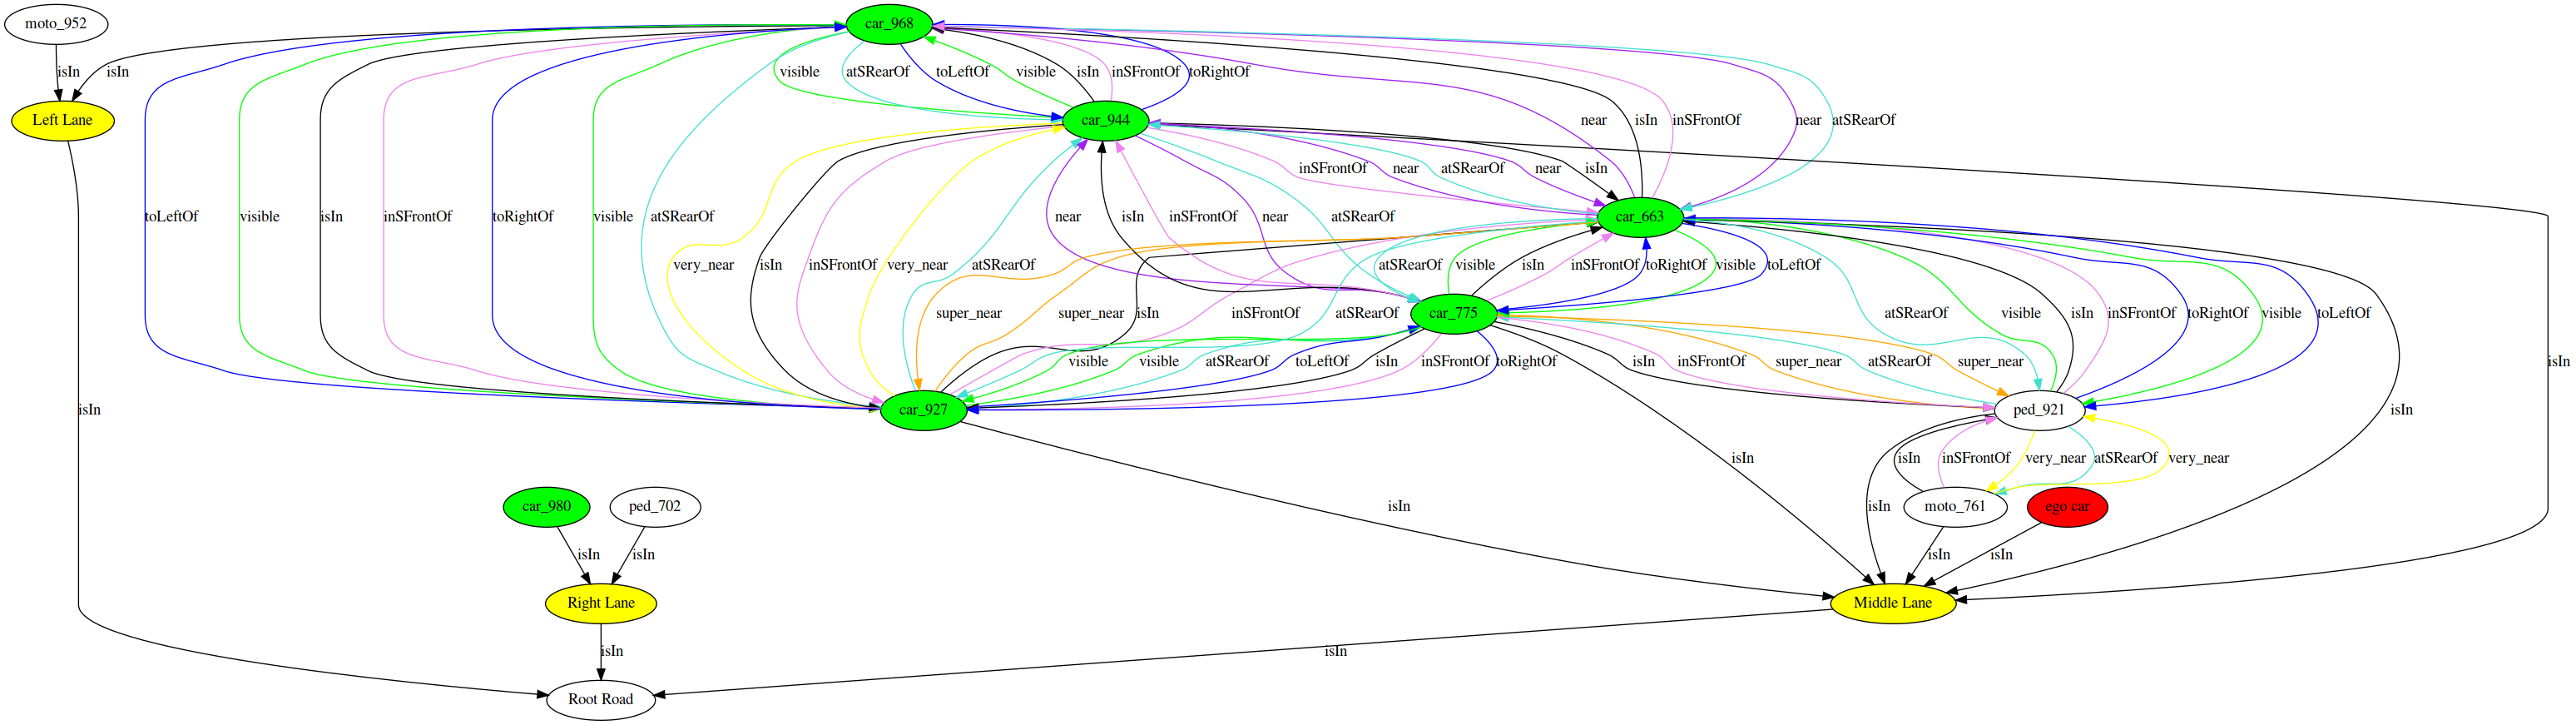 moto_952
car_968
isIn
isIn
visible
atSRearOf
toLeftOf
visible
isIn
inSFrontOf
toRightOf
Left Lane
car_944
near
isIn
inSFrontOf
near
atSRearOf
inSFrontOf
near
atSRearOf
near
isIn
toLeftOf
visible
isIn
inSFrontOf
toRightOf
visible
atSRearOf
near
isIn
inSFrontOf
near
atSRearOf
car_663
very_near
isIn
inSFrontOf
very_near
atSRearOf
atSRearOf
visible
isIn
inSFrontOf
toRightOf
visible
toLeftOf
super_near
super_near
isIn
inSFrontOf
atSRearOf
car_775
atSRearOf
visible
isIn
inSFrontOf
toRightOf
visible
toLeftOf
visible
visible
atSRearOf
toLeftOf
isIn
inSFrontOf
toRightOf
isIn
inSFrontOf
super_near
atSRearOf
super_near
isIn
isIn
car_927
ped_921
isIn
isIn
isIn
inSFrontOf
very_near
atSRearOf
very_near
car_980
ped_702
isIn
isIn
moto_761
ego car
isIn
isIn
isIn
isIn
Right Lane
Middle Lane
isIn
isIn
Root Road